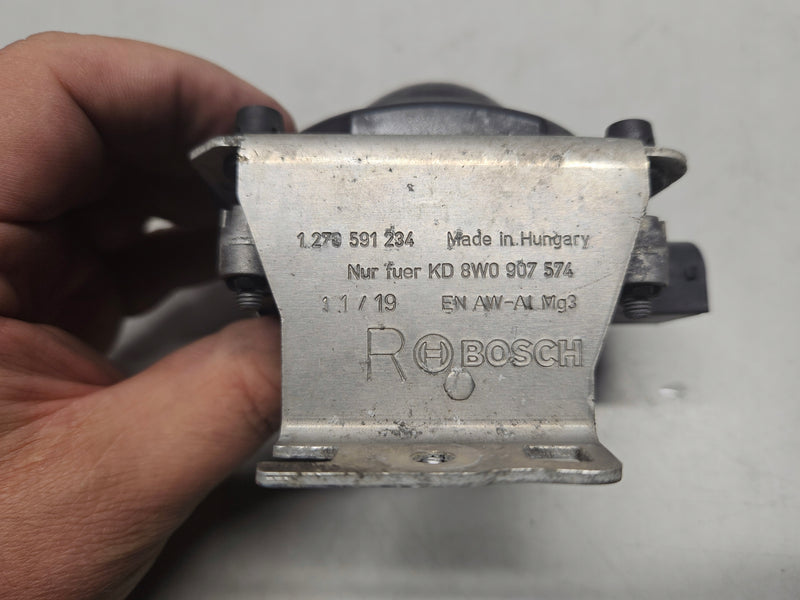 1 270 591 234 Made in Hungary
Nur fuer KD 8W0 907 574
11/19 EN AW-Al Mg3
R BOSCH